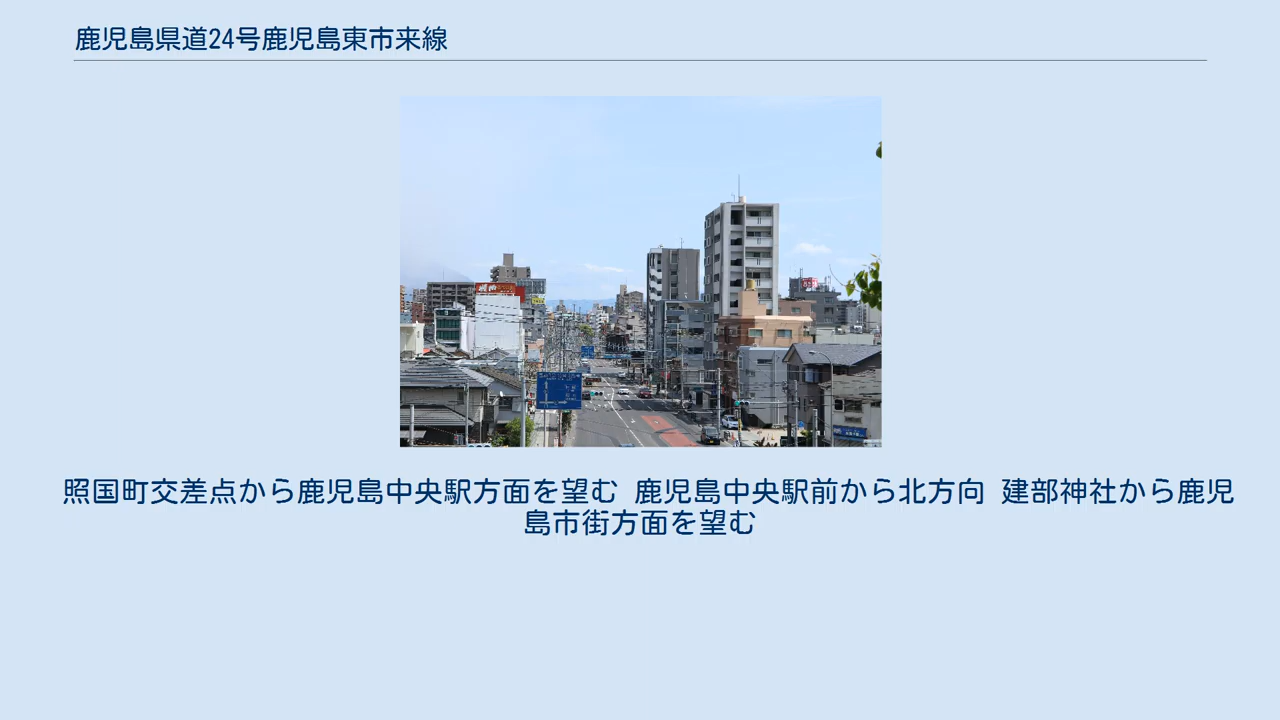 鹿児島県道24号鹿児島東市来線
照国町交差点から鹿児島中央駅方面を望む 鹿児島中央駅前から北方向 建部神社から鹿児
島市街方面を望む